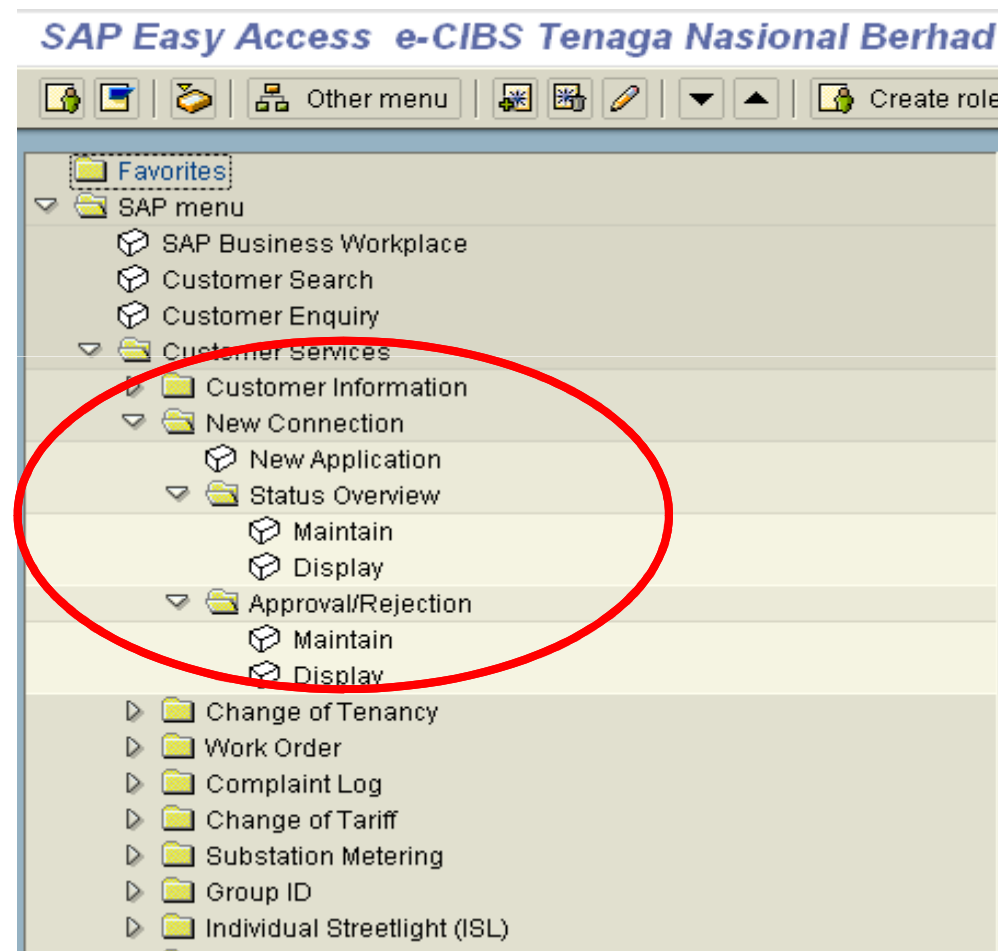 SAP Easy Access e-CIBS Tenaga Nasional Berhad
Other menu Create role
Favorites
SAP menu
SAP Business Workplace
Customer Search
Customer Enquiry
Customer Services
Customer Information
New Connection
New Application
Status Overview
Maintain
Display
Approval/Rejection
Maintain
Display
Change of Tenancy
Work Order
Complaint Log
Change of Tariff
Substation Metering
Group ID
Individual Streetlight (ISL)